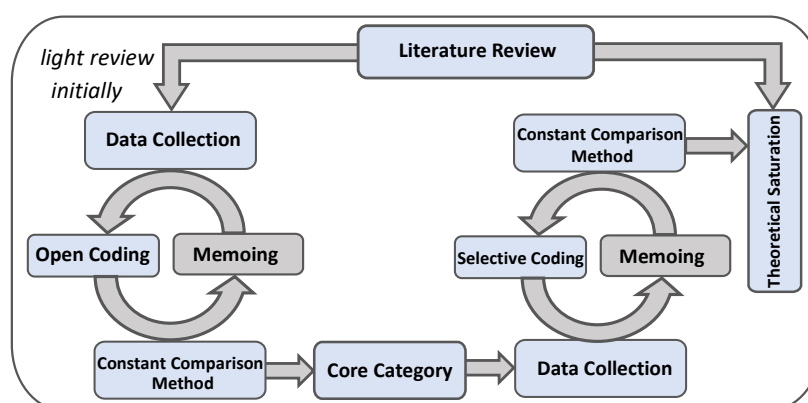 Literature Review
light review
initially
Data Collection
Open Coding
Memoing
Constant Comparison
Method
Core Category
Data Collection
Selective Coding
Memoing
Constant Comparison
Method
Theoretical Saturation